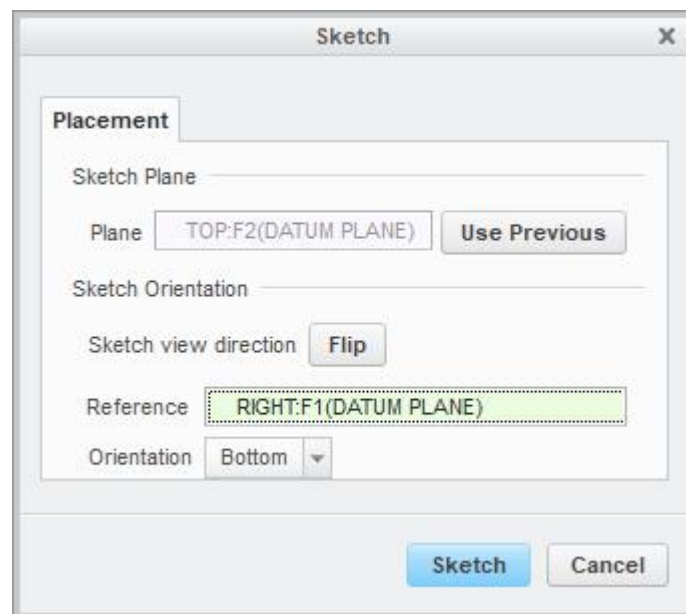 Sketch
Placement
Sketch Plane
Plane TOP:F2(DATUM PLANE) Use Previous
Sketch Orientation
Sketch view direction Flip
Reference RIGHT:F1(DATUM PLANE)
Orientation Bottom
Sketch Cancel